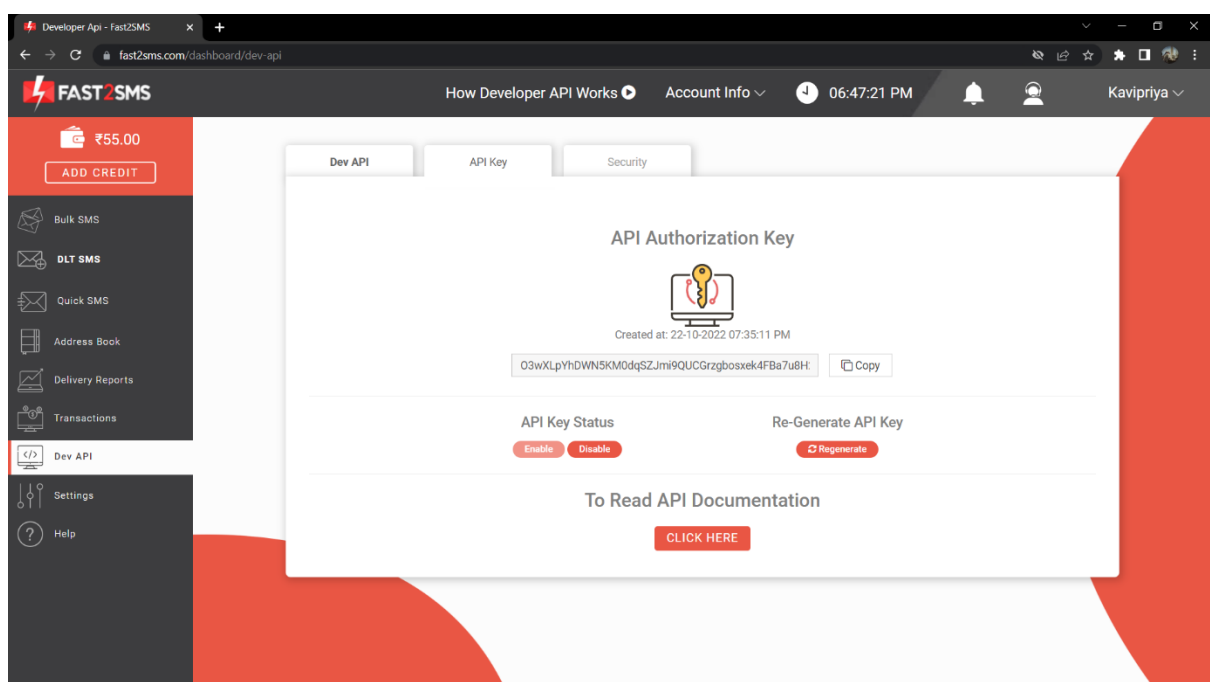 Developer Api - Fast2SMS
fast2sms.com/dashboard/dev-api
FAST2SMS
How Developer API Works
Account Info
06:47:21 PM
Kavipriya
₹55.00
ADD CREDIT
Bulk SMS
DLT SMS
Quick SMS
Address Book
Delivery Reports
Transactions
Dev API
Settings
Help
Dev API
API Key
Security
API Authorization Key
Created at: 22-10-2022 07:35:11 PM
O3wXLpYhDWN5KM0dqSZJmi9QUCGrzgbosxek4FBa7u8H
Copy
API Key Status
Enable
Disable
Re-Generate API Key
Regenerate
To Read API Documentation
CLICK HERE